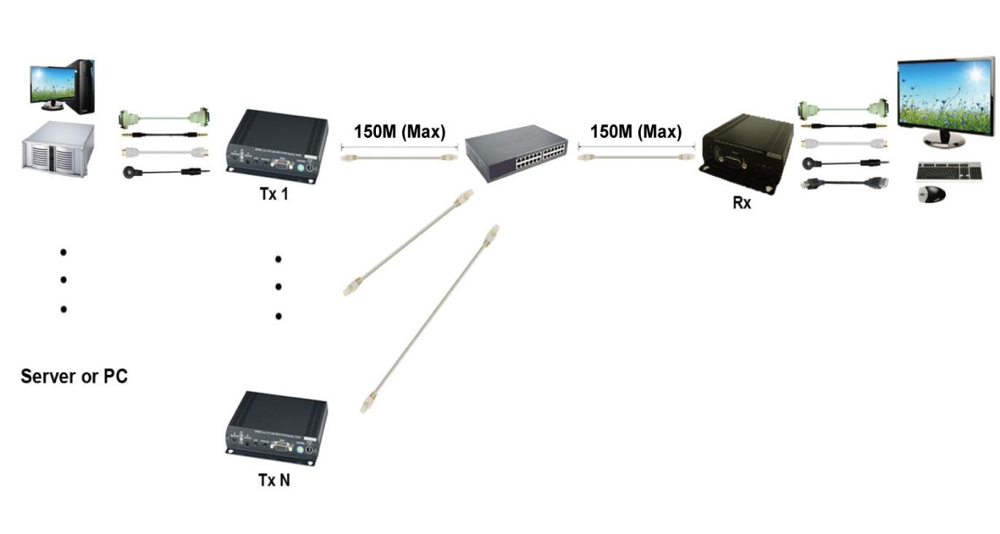 150M (Max)
150M (Max)
Tx 1
Rx
Server or PC
Tx N